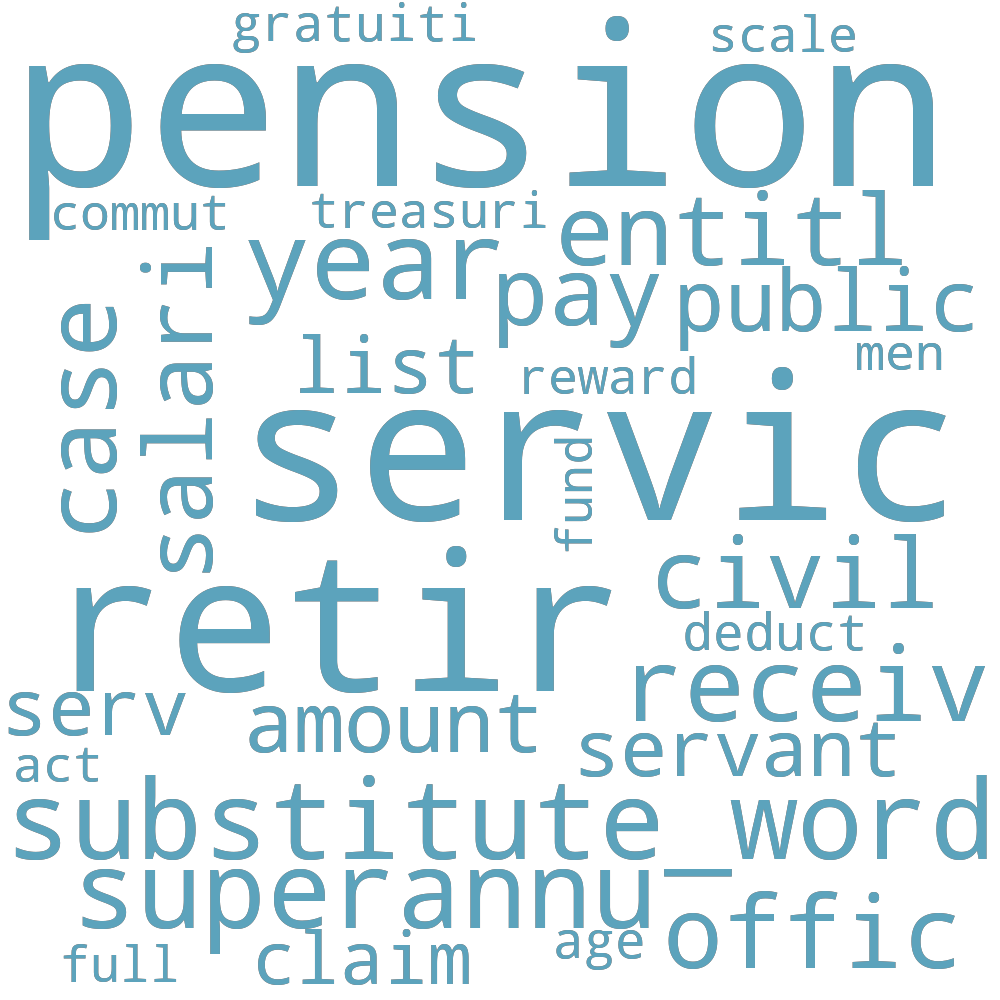 gratuiti scale
pension
commut treasuri entitl
year pay public
case salari list reward men
servic
fund
retir civil
deduct
serv amount receiv
act servant
substitute_word
superannu offic
full claim age